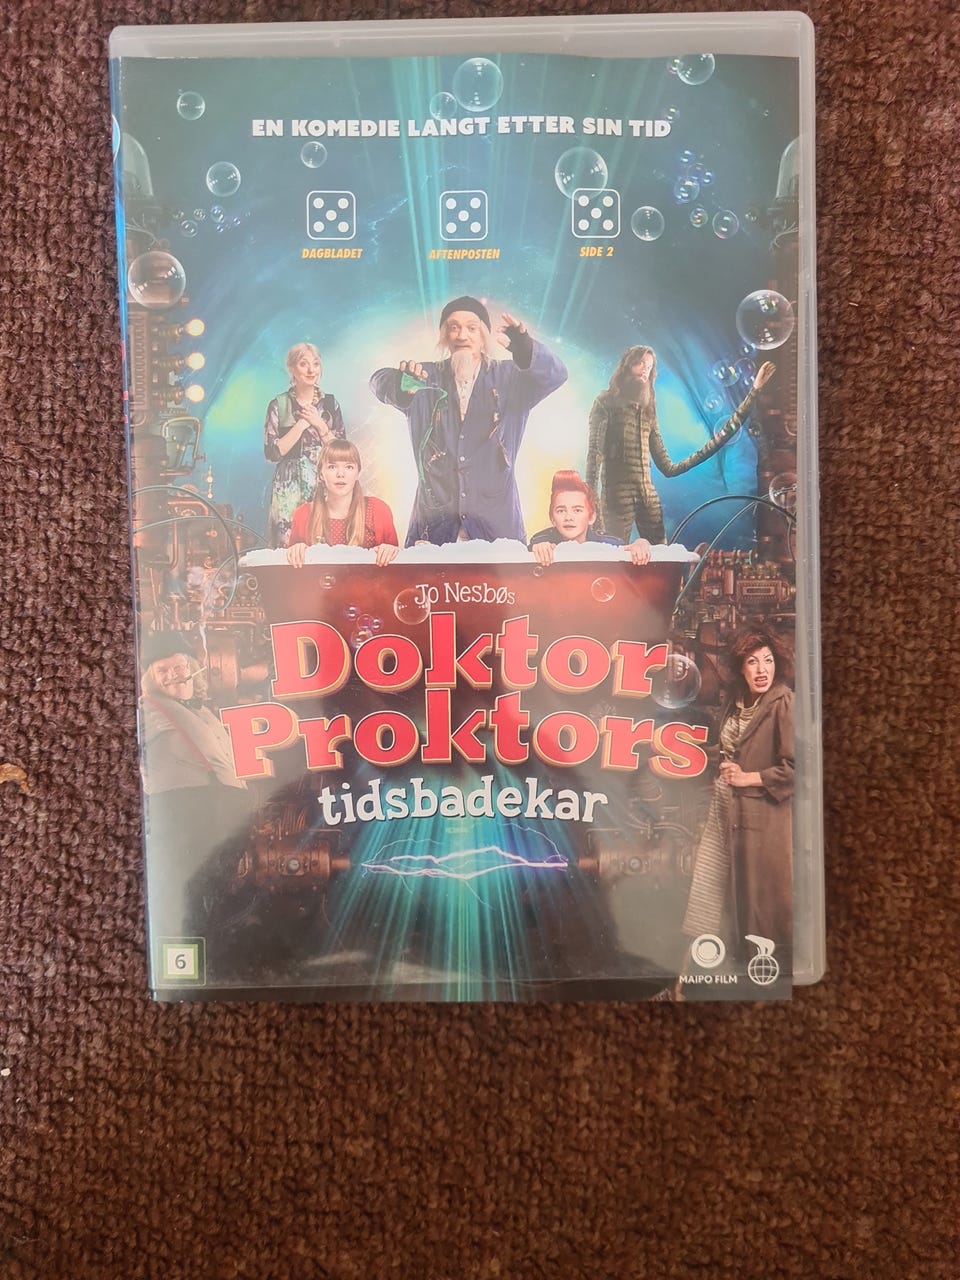 EN KOMEDIE LANGT ETTER SIN TID
DAGBLADET
AFTENPOSTEN
SIDE 2
Jo Nesbøs
Doktor
Proktors
tidsbadekar
6
MAIPO FILM